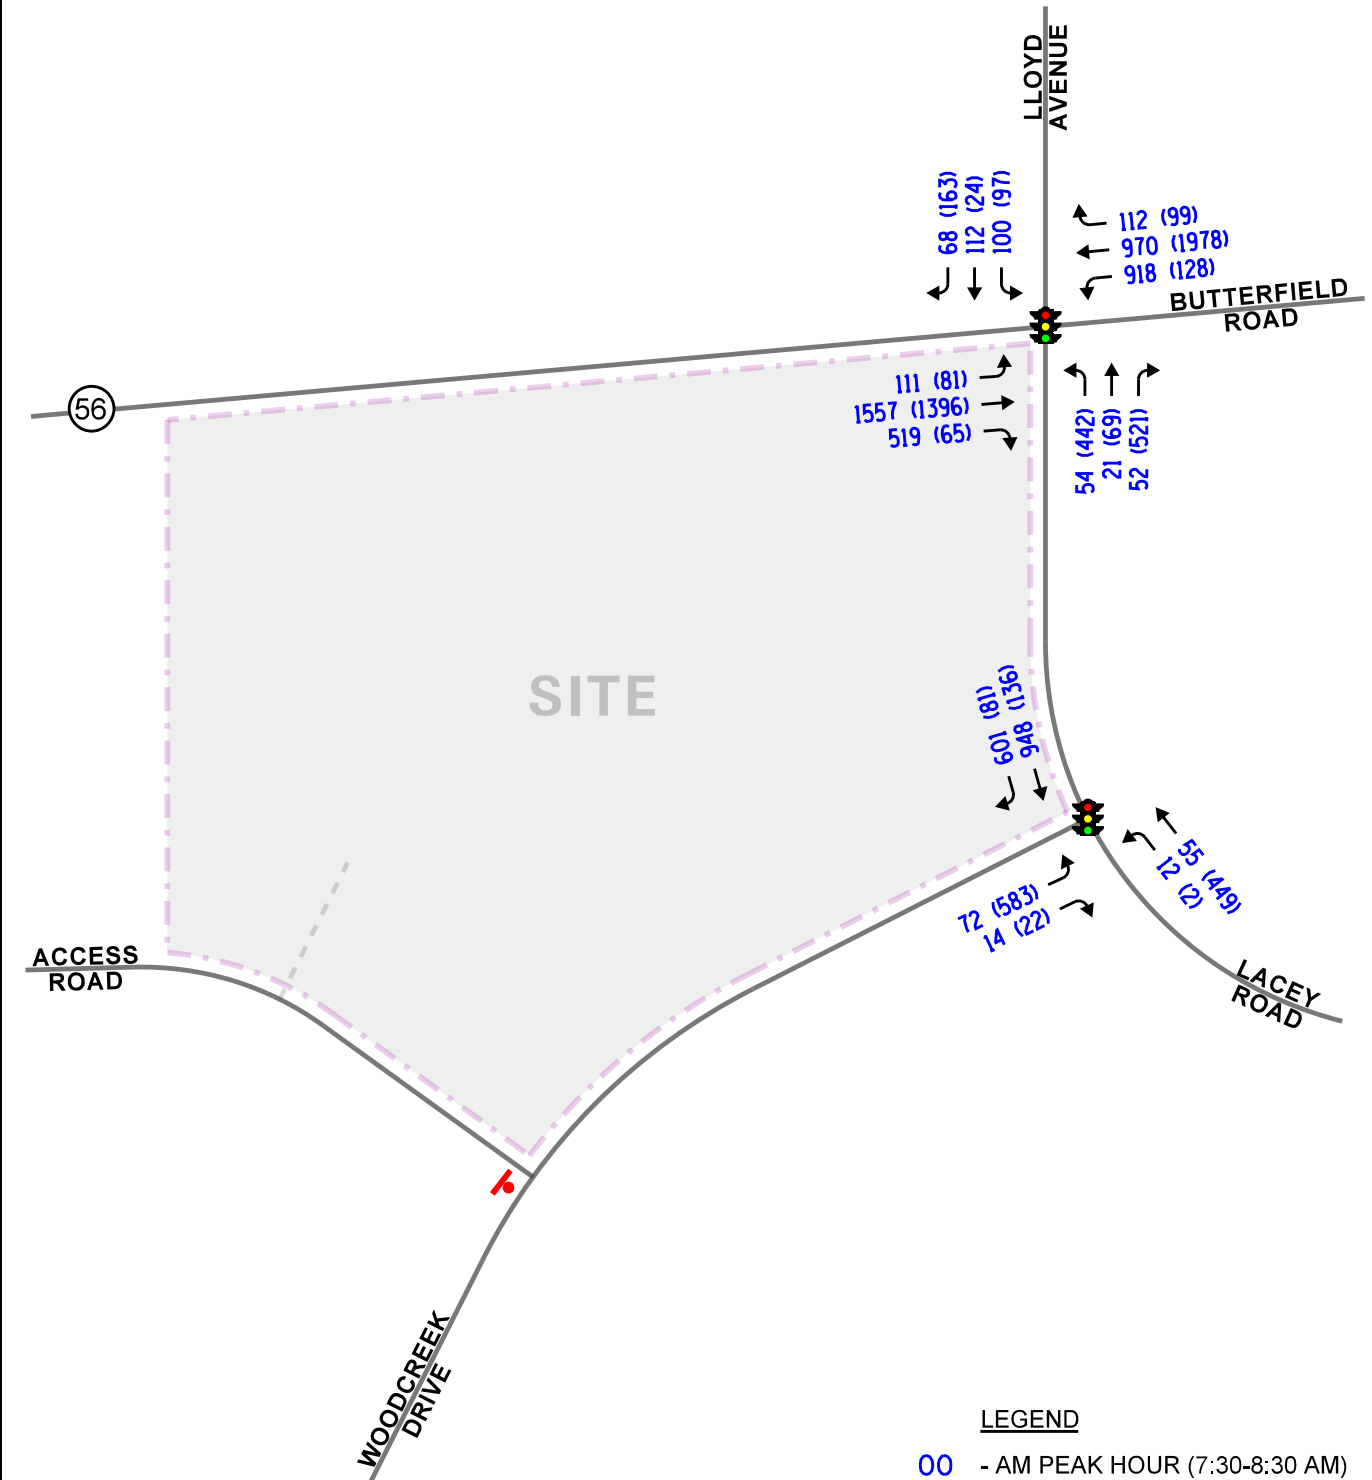 LLOYD
AVENUE
68 (163)
112 (24)
100 (97)
112 (99)
970 (1978)
918 (128)
BUTTERFIELD
ROAD
56
111 (81)
1557 (1396)
519 (65)
54 (442)
21 (69)
52 (521)
SITE
601 (81)
948 (136)
55 (449)
12 (2)
72 (583)
14 (22)
ACCESS
ROAD
LACEY
ROAD
WOODCREEK
DRIVE
LEGEND
00 - AM PEAK HOUR (7:30-8:30 AM)